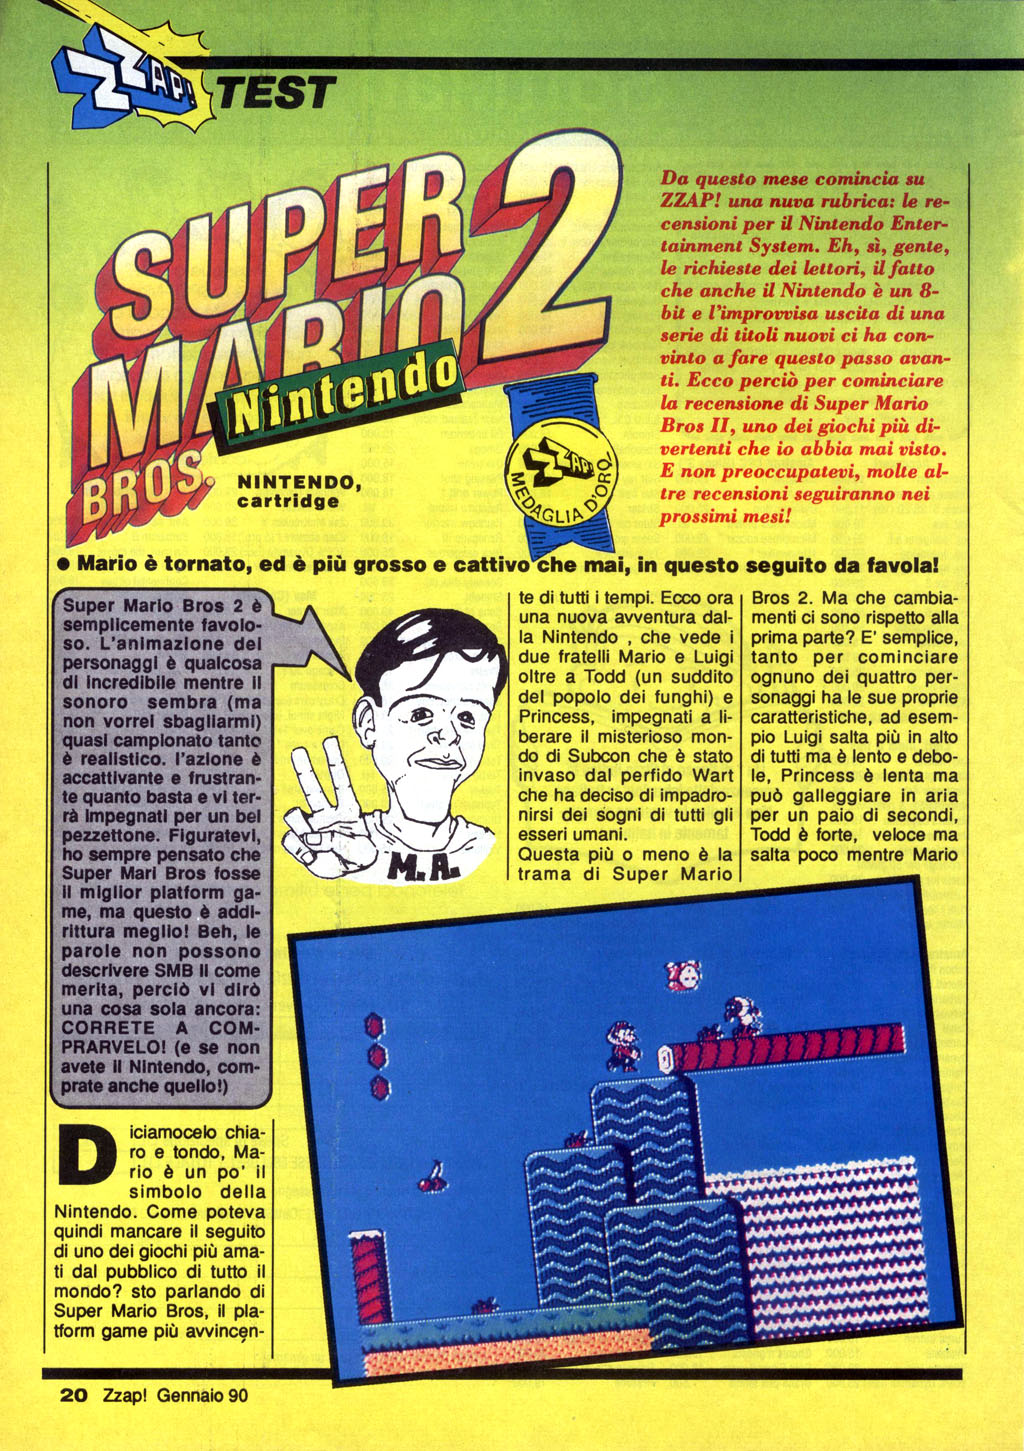 ZZAP!
TEST
SUPER
MARIO 2
BROS.
Nintendo
NINTENDO,
cartridge
ZZAP!
MEDAGLIA D'ORO
Da questo mese comincia su
ZZAP! una nuva rubrica: le re-
censioni per il Nintendo Enter-
tainment System. Eh, sì, gente,
le richieste dei lettori, il fatto
che anche il Nintendo è un 8-
bit e l'improvvisa uscita di una
serie di titoli nuovi ci ha con-
vinto a fare questo passo avan-
ti. Ecco perciò per cominciare
la recensione di Super Mario
Bros II, uno dei giochi più di-
vertenti che io abbia mai visto.
E non preoccupatevi, molte al-
tre recensioni seguiranno nei
prossimi mesi!
● Mario è tornato, ed è più grosso e cattivo che mai, in questo seguito da favola!
Super Mario Bros 2 è
semplicemente favolo-
so. L'animazione dei
personaggi è qualcosa
di incredibile mentre il
sonoro sembra (ma
non vorrei sbagliarmi)
quasi campionato tanto
è realistico. l'azione è
accattivante e frustran-
te quanto basta e vi ter-
rà impegnati per un bel
pezzettone. Figuratevi,
ho sempre pensato che
Super Mari Bros fosse
il miglior platform ga-
me, ma questo è addi-
rittura meglio! Beh, le
parole non possono
descrivere SMB II come
merita, perciò vi dirò
una cosa sola ancora:
CORRETE A COM-
PRARVELO! (e se non
avete il Nintendo, com-
prate anche quello!)
M.A.
Diciamocelo chia-
ro e tondo, Ma-
rio è un po' il
simbolo della
Nintendo. Come poteva
quindi mancare il seguito
di uno dei giochi più ama-
ti dal pubblico di tutto il
mondo? sto parlando di
Super Mario Bros, il pla-
tform game più avvincen-
te di tutti i tempi. Ecco ora
una nuova avventura dal-
la Nintendo , che vede i
due fratelli Mario e Luigi
oltre a Todd (un suddito
del popolo dei funghi) e
Princess, impegnati a li-
berare il misterioso mon-
do di Subcon che è stato
invaso dal perfido Wart
che ha deciso di impadro-
nirsi dei sogni di tutti gli
esseri umani.
Questa più o meno è la
trama di Super Mario
Bros 2. Ma che cambia-
menti ci sono rispetto alla
prima parte? E' semplice,
tanto per cominciare
ognuno dei quattro per-
sonaggi ha le sue proprie
caratteristiche, ad esem-
pio Luigi salta più in alto
di tutti ma è lento e debo-
le, Princess è lenta ma
può galleggiare in aria
per un paio di secondi,
Todd è forte, veloce ma
salta poco mentre Mario
20 Zzap! Gennaio 90